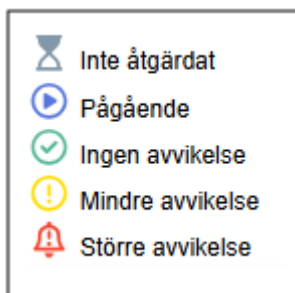 Inte åtgärdat
Pågående
Ingen avvikelse
Mindre avvikelse
Större avvikelse